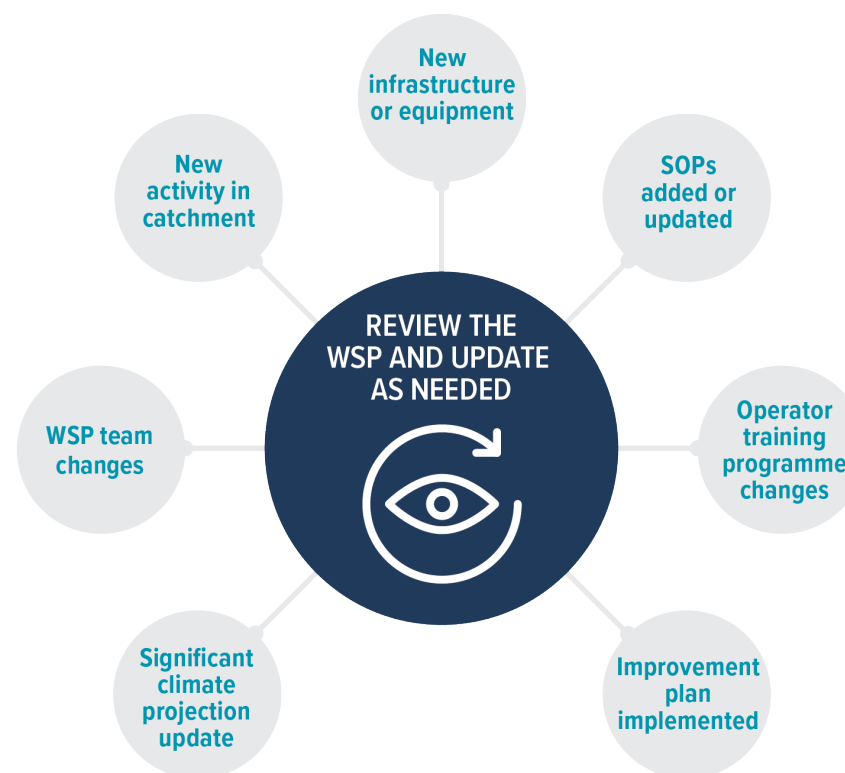 New
infrastructure
or equipment
New
activity in
catchment
SOPs
added or
updated
REVIEW THE
WSP AND UPDATE
AS NEEDED
WSP team
changes
Operator
training
programme
changes
Significant
climate
projection
update
Improvement
plan
implemented